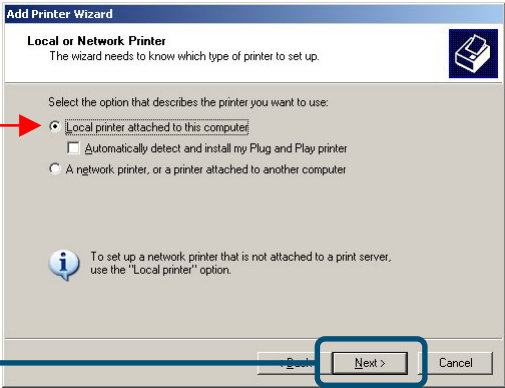 Add Printer Wizard
Local or Network Printer
The wizard needs to know which type of printer to set up.
Select the option that describes the printer you want to use:
Local printer attached to this computer
Automatically detect and install my Plug and Play printer
A network printer, or a printer attached to another computer
To set up a network printer that is not attached to a print server,
use the "Local printer" option.
Next > Cancel